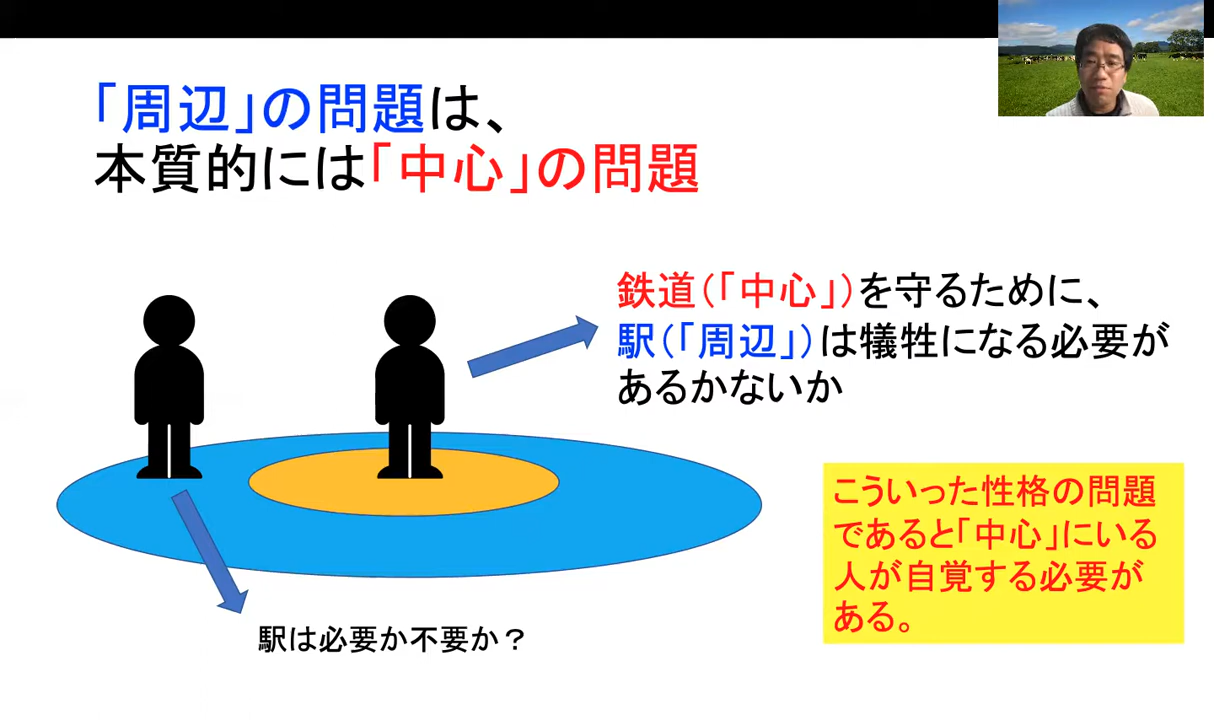 「周辺」の問題は、
本質的には「中心」の問題
鉄道(「中心」)を守るために、
駅(「周辺」)は犠牲になる必要が
あるかないか
こういった性格の問題
であると「中心」にいる
人が自覚する必要が
ある。
駅は必要か不要か？